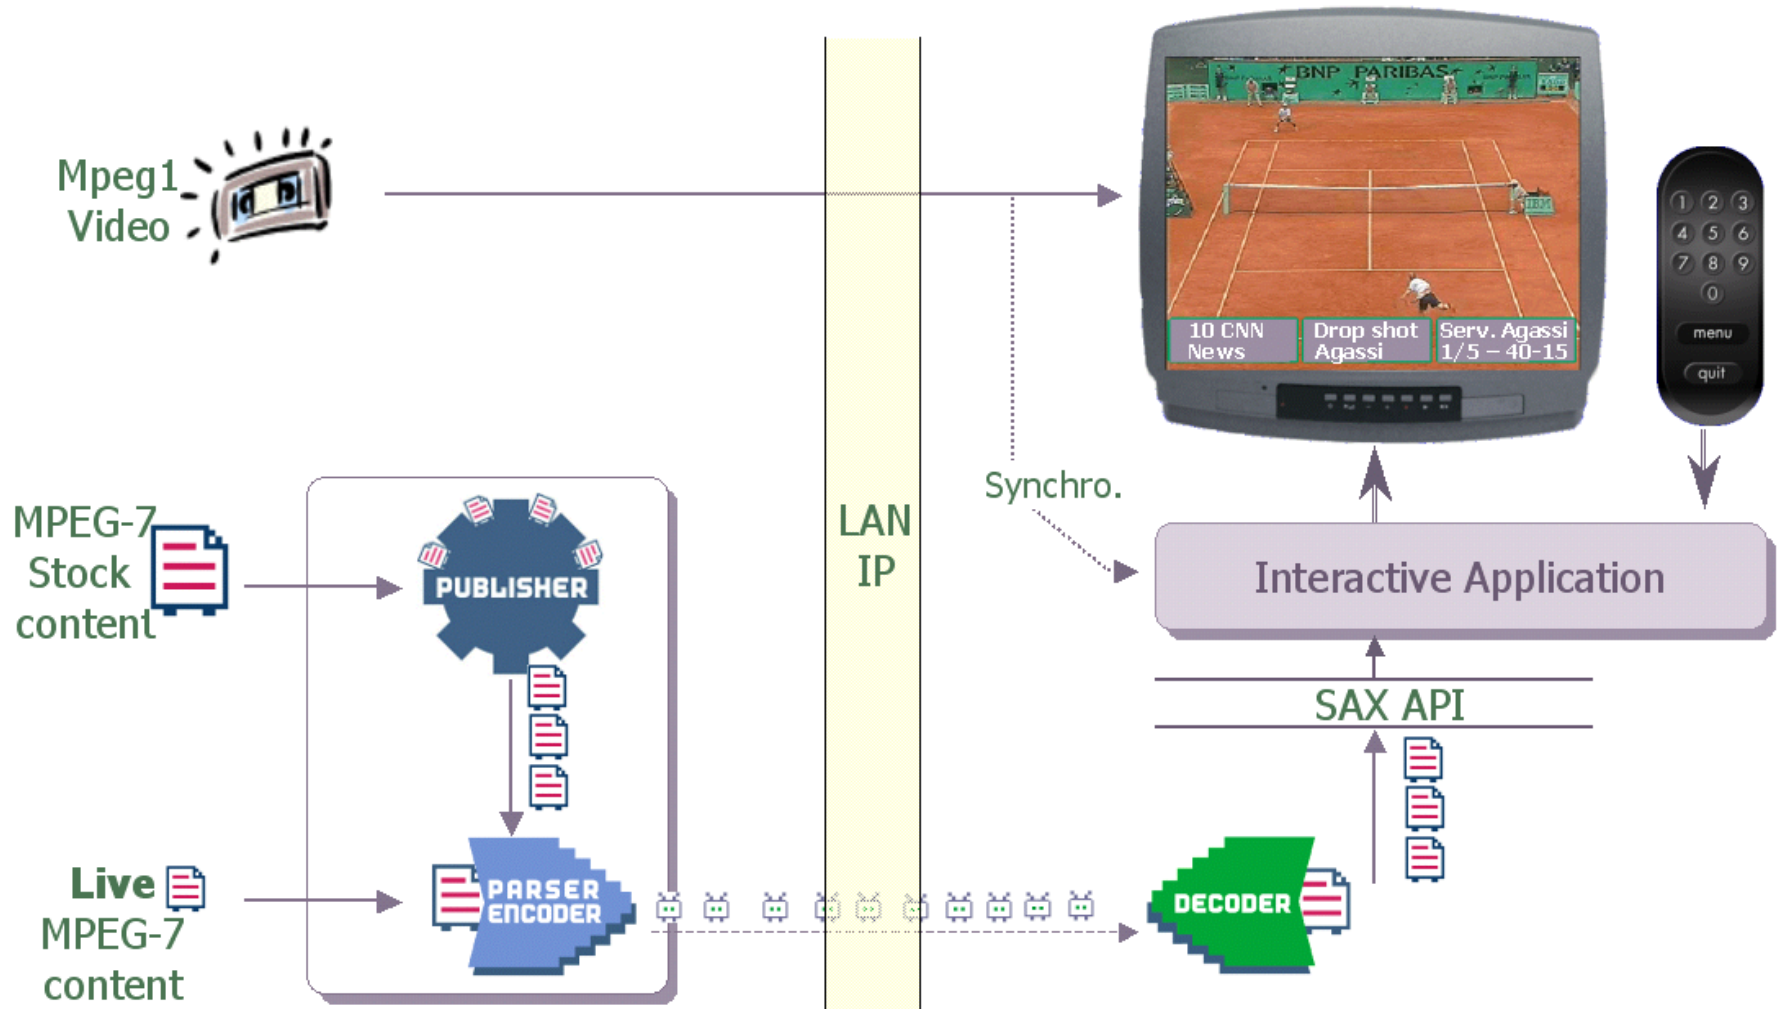 Mpeg1
Video
BNP PARIBAS
IBM
10 CNN
News
Drop shot
Agassi
Serv. Agassi
1/5 – 40-15
1 2 3
4 5 6
7 8 9
0
menu
quit
MPEG-7
Stock
content
PUBLISHER
LAN
IP
Synchro.
Interactive Application
SAX API
Live
MPEG-7
content
PARSER
ENCODER
DECODER